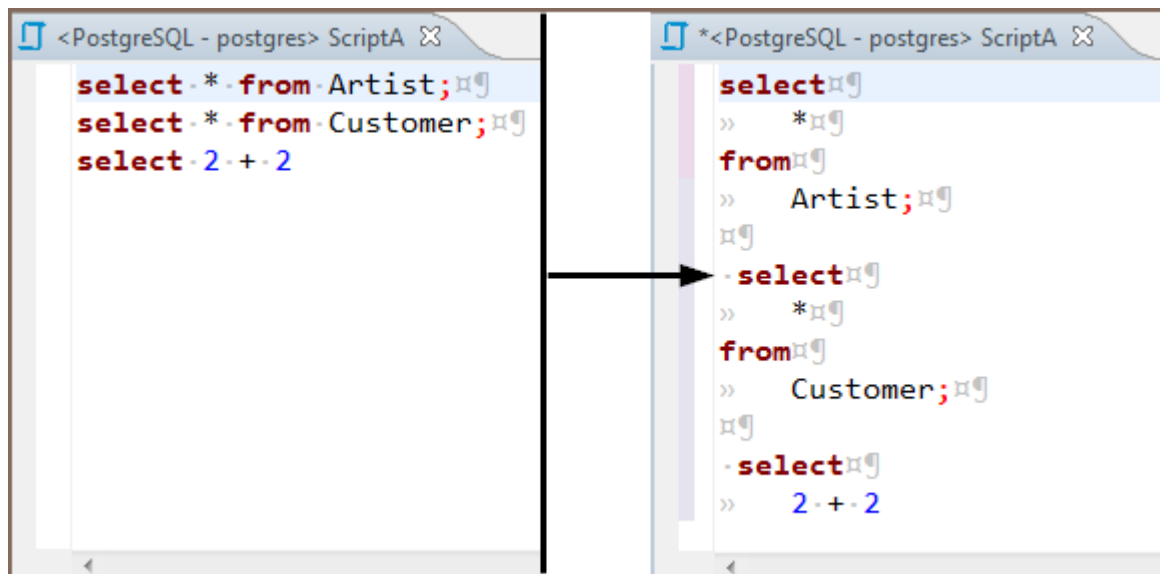 <PostgreSQL - postgres> ScriptA
select·*·from·Artist;¤¶
select·*·from·Customer;¤¶
select·2·+·2
*<PostgreSQL - postgres> ScriptA
select¤¶
»   *¤¶
from¤¶
»   Artist;¤¶
¤¶
·select¤¶
»   *¤¶
from¤¶
»   Customer;¤¶
¤¶
·select¤¶
»   2·+·2